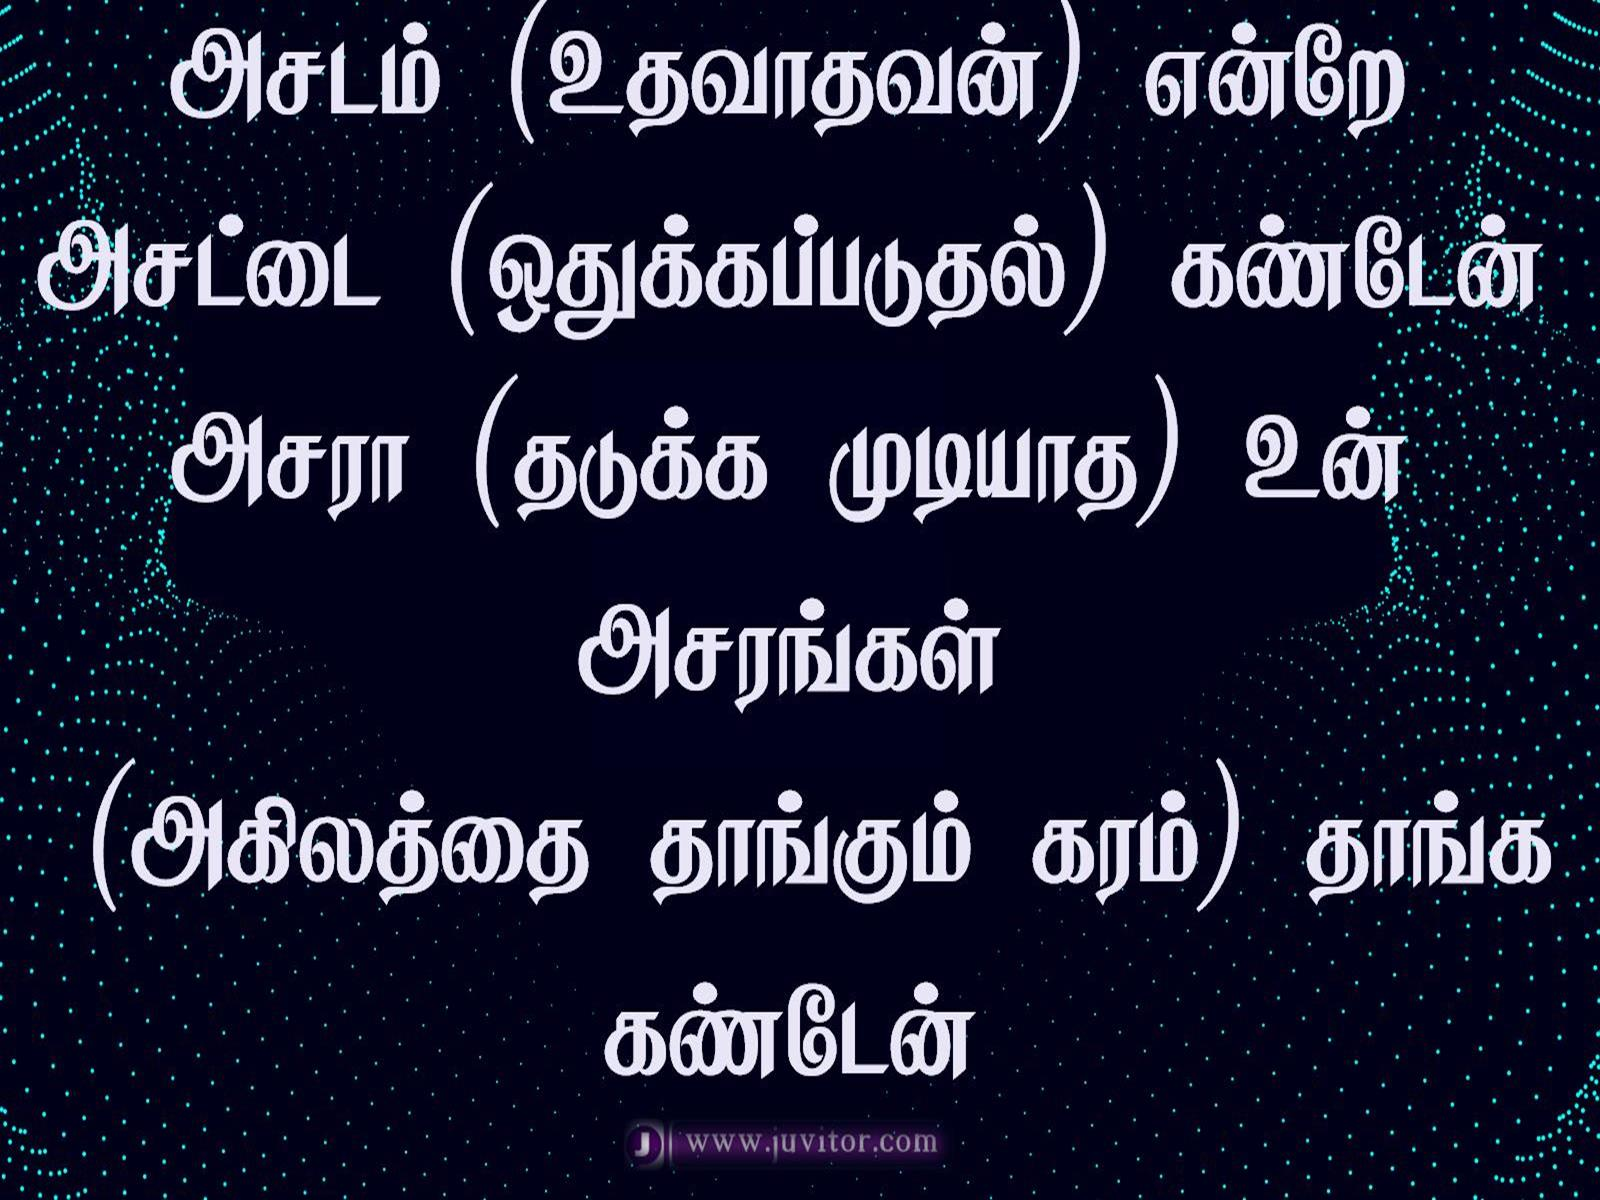 அசடம் (உதவாதவன்) என்றே
அசட்டை (ஒதுக்கப்படுதல்) கண்டேன்
அசரா (தடுக்க முடியாத) உன்
அசரங்கள்
(அகிலத்தை தாங்கும் கரம்) தாங்க
கண்டேன்
J www.juvitor.com